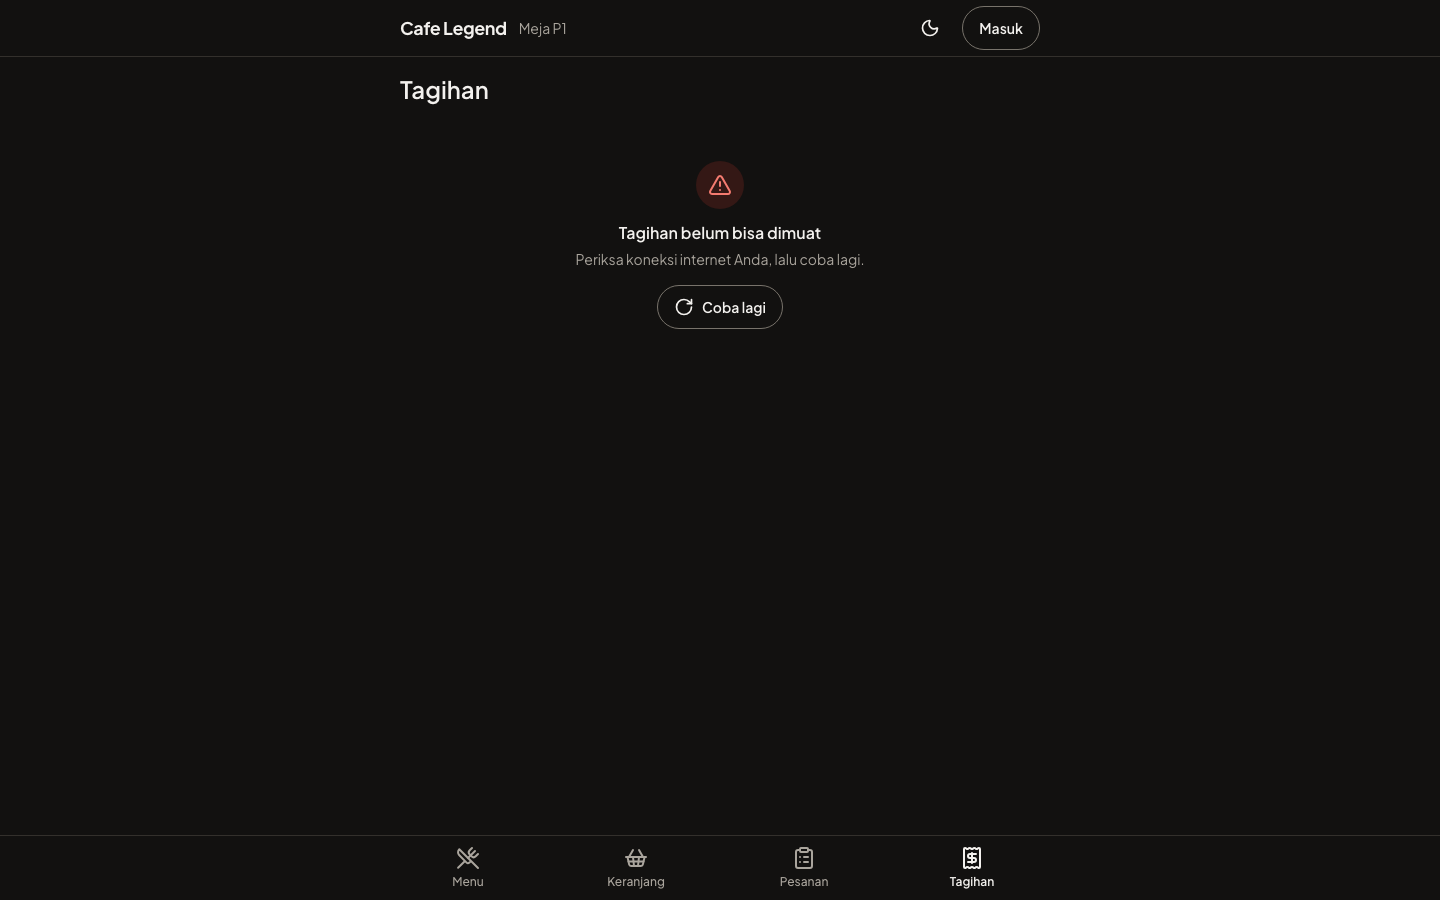 Cafe Legend Meja P1
Masuk
Tagihan
Tagihan belum bisa dimuat
Periksa koneksi internet Anda, lalu coba lagi.
Coba lagi
Menu
Keranjang
Pesanan
Tagihan